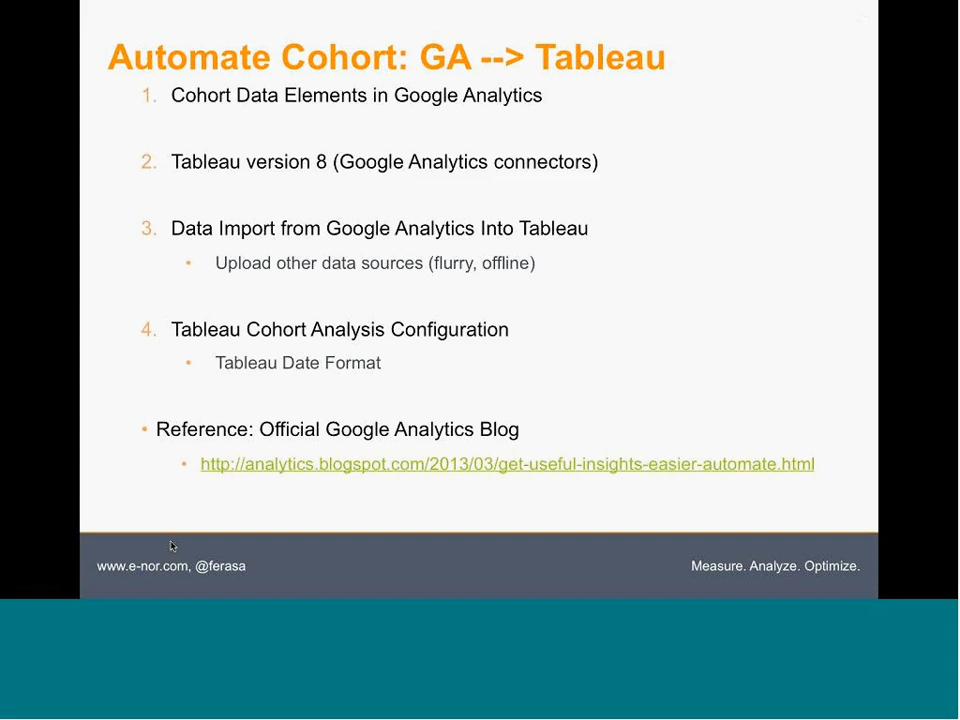 Automate Cohort: GA --> Tableau
1. Cohort Data Elements in Google Analytics
2. Tableau version 8 (Google Analytics connectors)
3. Data Import from Google Analytics Into Tableau
• Upload other data sources (flurry, offline)
4. Tableau Cohort Analysis Configuration
• Tableau Date Format
• Reference: Official Google Analytics Blog
• http://analytics.blogspot.com/2013/03/get-useful-insights-easier-automate.html
www.e-nor.com, @ferasa
Measure. Analyze. Optimize.